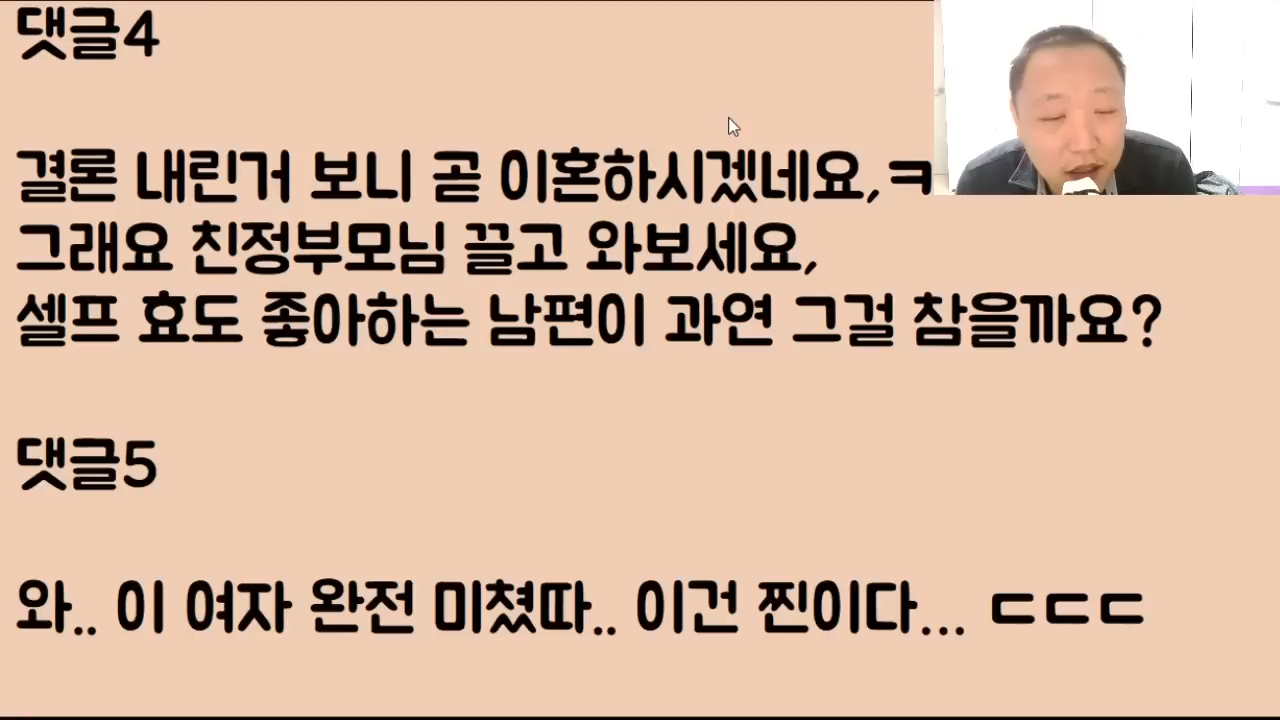 댓글4
결론 내린거 보니 곧 이혼하시겠네요,ㅋ
그래요 친정부모님 끌고 와보세요,
셀프 효도 좋아하는 남편이 과연 그걸 참을까요?
댓글5
와.. 이 여자 완전 미쳤따.. 이건 찐이다... ㄷㄷㄷ